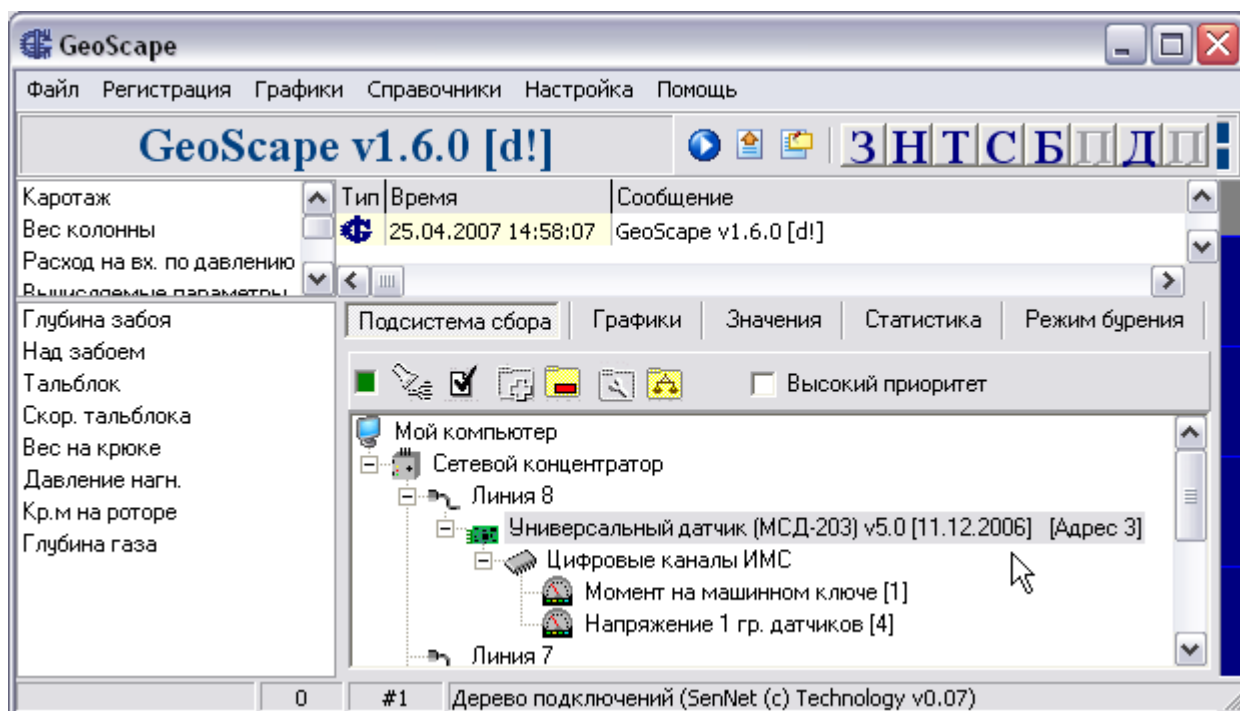 GeoScape
Файл Регистрация Графики Справочники Настройка Помощь
GeoScape v1.6.0 [d!] З Н Т С Б П Д П
Каротаж
Вес колонны
Расход на вх. по давлению
Вычисляемые параметры
Тип Время Сообщение
25.04.2007 14:58:07 GeoScape v1.6.0 [d!]
Глубина забоя
Над забоем
Тальблок
Скор. тальблока
Вес на крюке
Давление нагн.
Кр.м на роторе
Глубина газа
Подсистема сбора Графики Значения Статистика Режим бурения
Высокий приоритет
Мой компьютер
Сетевой концентратор
Линия 8
Универсальный датчик (МСД-203) v5.0 [11.12.2006] [Адрес 3]
Цифровые каналы ИМС
Момент на машинном ключе [1]
Напряжение 1 гр. датчиков [4]
Линия 7
0 #1 Дерево подключений (SenNet (c) Technology v0.07)